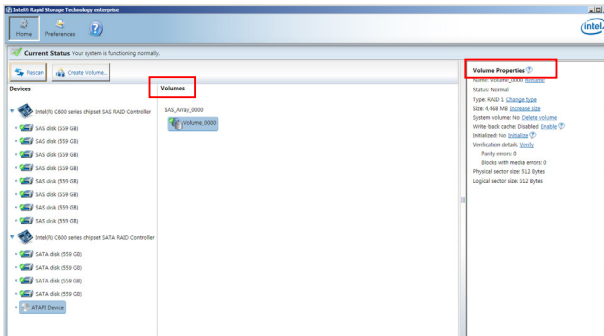 Intel® Rapid Storage Technology enterprise
Home
Preferences
intel
Current Status Your system is functioning normally.
Rescan
Create Volume...
Devices
Intel(R) C600 series chipset SAS RAID Controller
SAS disk (559 GB)
SAS disk (559 GB)
SAS disk (559 GB)
SAS disk (559 GB)
SAS disk (559 GB)
SAS disk (559 GB)
SAS disk (559 GB)
SAS disk (559 GB)
Intel(R) C600 series chipset SATA RAID Controller
SATA disk (559 GB)
SATA disk (559 GB)
SATA disk (559 GB)
SATA disk (559 GB)
ATAPI Device
Volumes
SAS_Array_0000
Volume_0000
Volume Properties
Name: Volume_0000 Rename
Status: Normal
Type: RAID 1 Change type
Size: 4,468 MB Increase size
System volume: No Delete volume
Write back cache: Disabled Enable
Initialized: No Initialize
Verification details Verify
Parity errors: 0
Blocks with media errors: 0
Physical sector size: 512 Bytes
Logical sector size: 512 Bytes